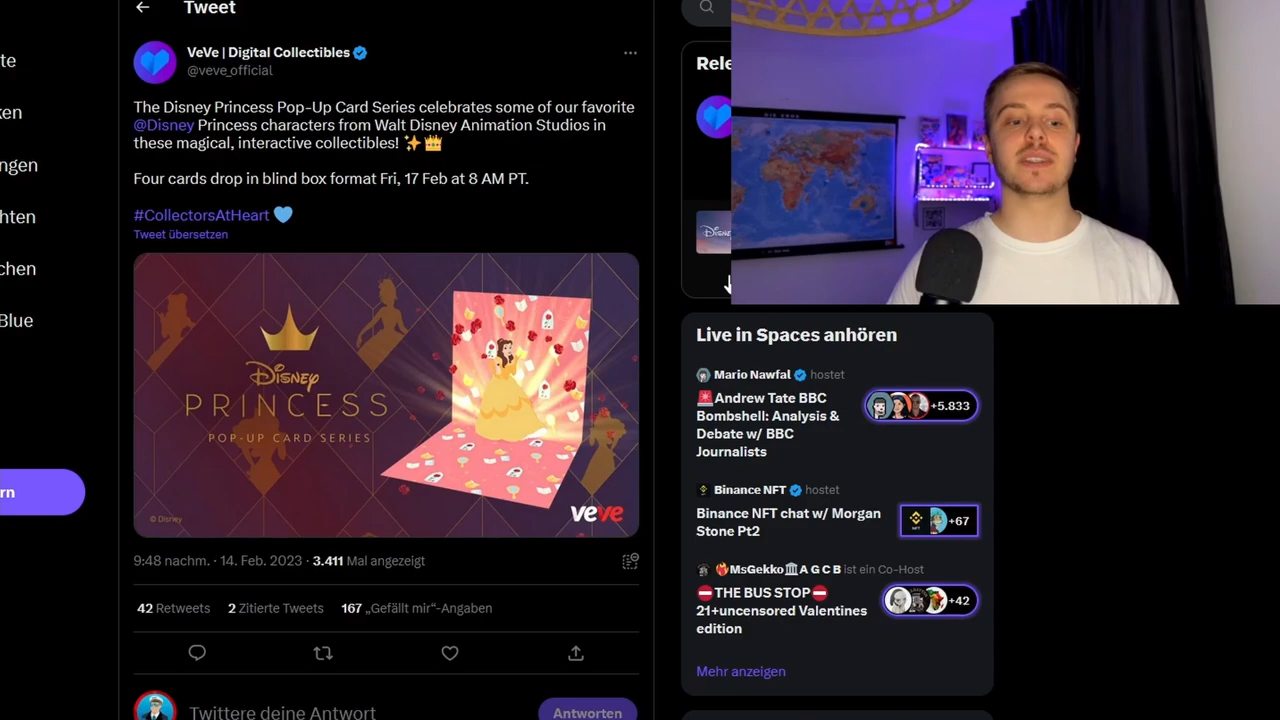 te
ken
ngen
hten
chen
Blue
rn
Tweet
VeVe | Digital Collectibles
@veve_official
The Disney Princess Pop-Up Card Series celebrates some of our favorite
@Disney Princess characters from Walt Disney Animation Studios in
these magical, interactive collectibles! ✨👑
Four cards drop in blind box format Fri, 17 Feb at 8 AM PT.
#CollectorsAtHeart 🩵
Tweet übersetzen
Disney
PRINCESS
POP-UP CARD SERIES
© Disney
veve
9:48 nachm. · 14. Feb. 2023 · 3.411 Mal angezeigt
42 Retweets 2 Zitierte Tweets 167 „Gefällt mir“-Angaben
Twittere deine Antwort
Antworten
Rele
Disney
Live in Spaces anhören
Mario Nawfal hostet
🚨Andrew Tate BBC
Bombshell: Analysis &
Debate w/ BBC
Journalists
+5.833
Binance NFT hostet
Binance NFT chat w/ Morgan
Stone Pt2
+67
❤️‍🔥MsGekko🏛️A G C B ist ein Co-Host
⛔THE BUS STOP⛔
21+uncensored Valentines
edition
+42
Mehr anzeigen